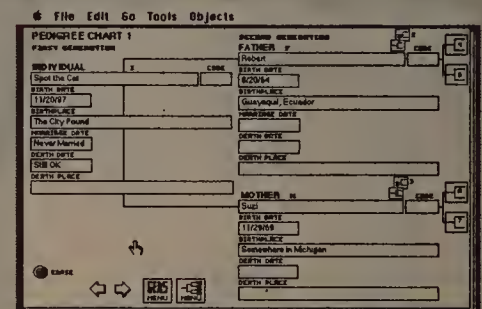 File Edit Go Tools Objects
PEDIGREE CHART 1
FIRST GENERATION
INDIVIDUAL
CODE
Spot the Cat
BIRTH DATE
11/20/87
BIRTHPLACE
The City Pound
MARRIAGE DATE
Never Married
DEATH DATE
Still OK
DEATH PLACE
ERASE
MENU
MENU
SECOND GENERATION
FATHER
CODE
Robert
BIRTH DATE
8/20/64
BIRTHPLACE
Guayaquil, Ecuador
MARRIAGE DATE
DEATH DATE
DEATH PLACE
MOTHER
CODE
Suzi
BIRTH DATE
11/29/69
BIRTHPLACE
Somewhere in Michigan
DEATH DATE
DEATH PLACE